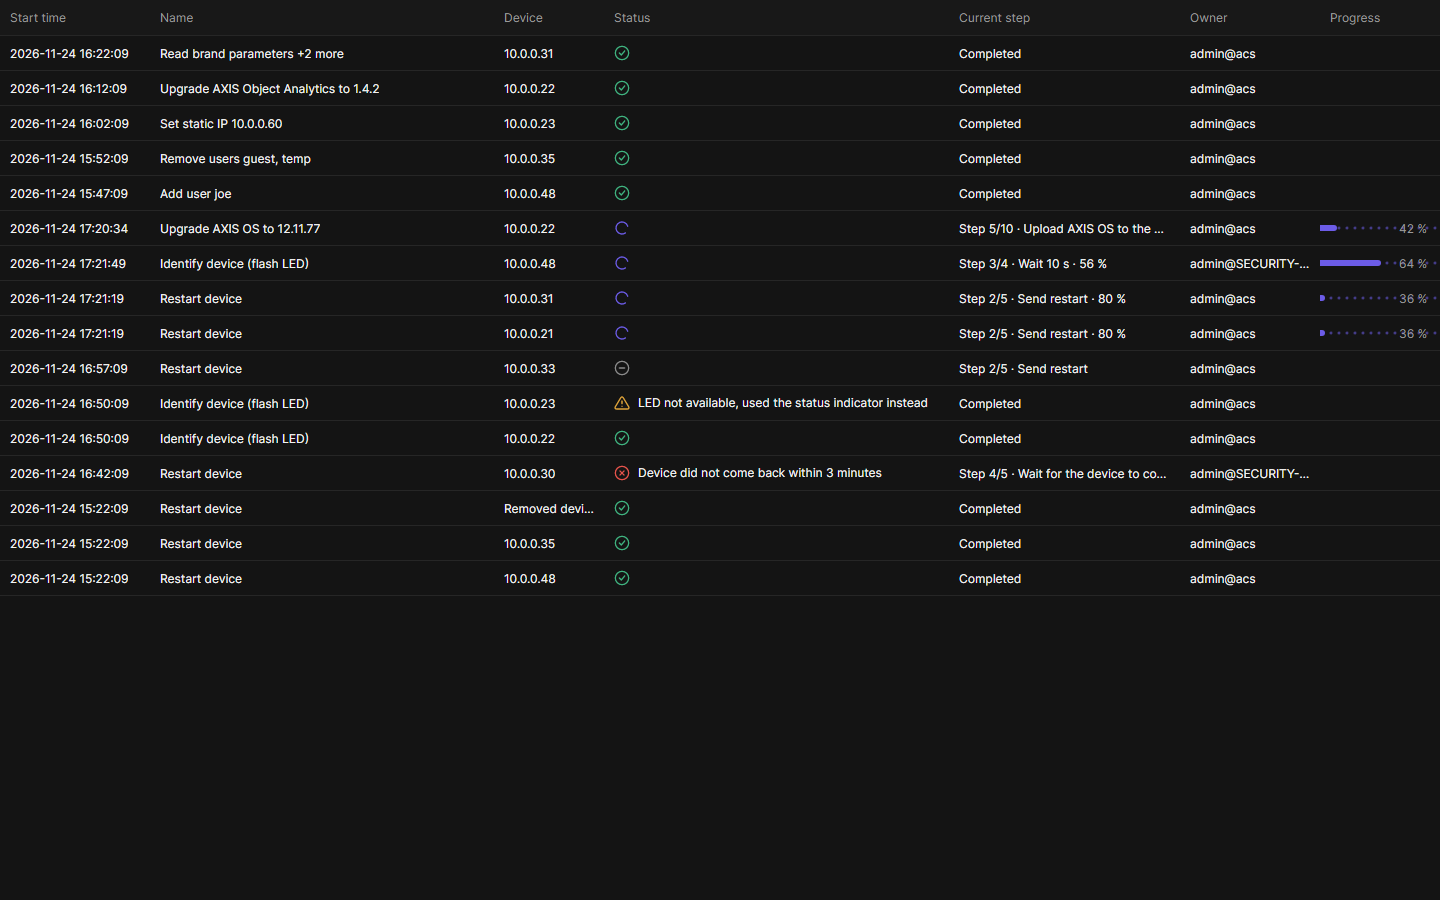 Start time Name Device Status Current step Owner Progress
2026-11-24 16:22:09 Read brand parameters +2 more 10.0.0.31 Completed admin@acs
2026-11-24 16:12:09 Upgrade AXIS Object Analytics to 1.4.2 10.0.0.22 Completed admin@acs
2026-11-24 16:02:09 Set static IP 10.0.0.60 10.0.0.23 Completed admin@acs
2026-11-24 15:52:09 Remove users guest, temp 10.0.0.35 Completed admin@acs
2026-11-24 15:47:09 Add user joe 10.0.0.48 Completed admin@acs
2026-11-24 17:20:34 Upgrade AXIS OS to 12.11.77 10.0.0.22 Step 5/10 · Upload AXIS OS to the ... admin@acs 42 %
2026-11-24 17:21:49 Identify device (flash LED) 10.0.0.48 Step 3/4 · Wait 10 s · 56 % admin@SECURITY-... 64 %
2026-11-24 17:21:19 Restart device 10.0.0.31 Step 2/5 · Send restart · 80 % admin@acs 36 %
2026-11-24 17:21:19 Restart device 10.0.0.21 Step 2/5 · Send restart · 80 % admin@acs 36 %
2026-11-24 16:57:09 Restart device 10.0.0.33 Step 2/5 · Send restart admin@acs
2026-11-24 16:50:09 Identify device (flash LED) 10.0.0.23 LED not available, used the status indicator instead Completed admin@acs
2026-11-24 16:50:09 Identify device (flash LED) 10.0.0.22 Completed admin@acs
2026-11-24 16:42:09 Restart device 10.0.0.30 Device did not come back within 3 minutes Step 4/5 · Wait for the device to co... admin@SECURITY-...
2026-11-24 15:22:09 Restart device Removed devi... Completed admin@acs
2026-11-24 15:22:09 Restart device 10.0.0.35 Completed admin@acs
2026-11-24 15:22:09 Restart device 10.0.0.48 Completed admin@acs